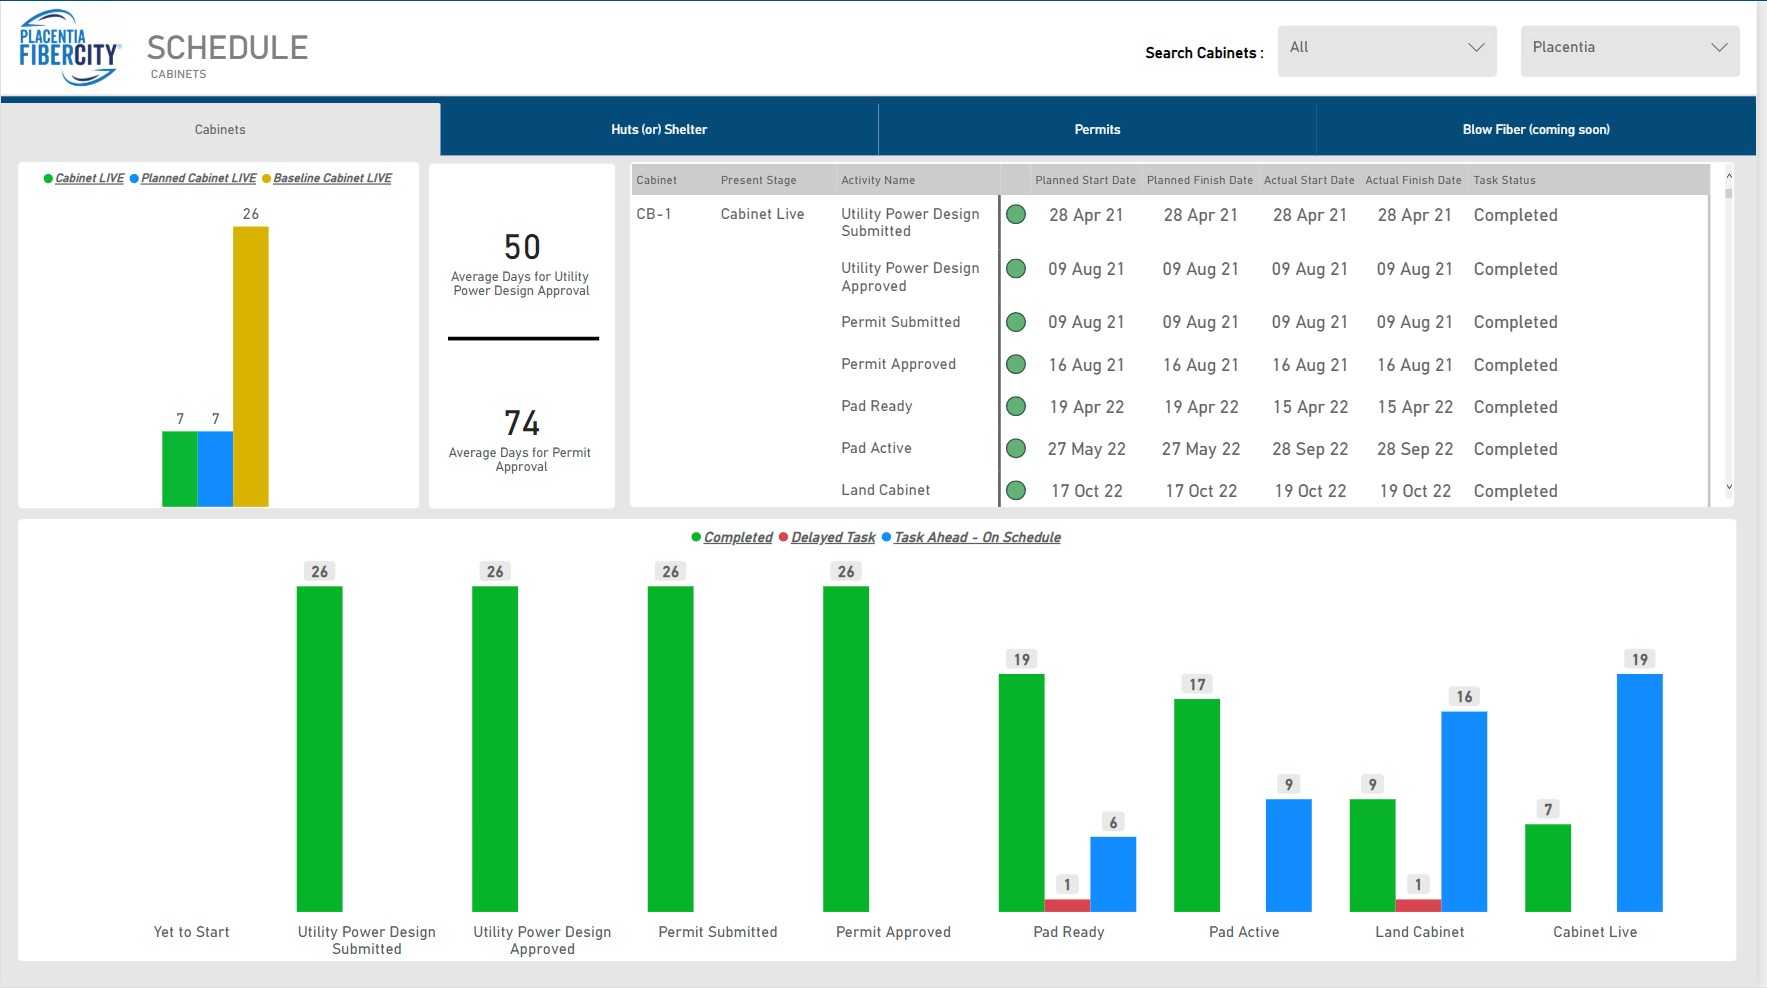 PLACENTIA
FIBERCITY
SCHEDULE
CABINETS
Search Cabinets :
All
Placentia
Cabinets
Huts (or) Shelter
Permits
Blow Fiber (coming soon)
Cabinet LIVE Planned Cabinet LIVE Baseline Cabinet LIVE
26
7 7
50
Average Days for Utility
Power Design Approval
74
Average Days for Permit
Approval
Cabinet Present Stage Activity Name Planned Start Date Planned Finish Date Actual Start Date Actual Finish Date Task Status
CB-1 Cabinet Live Utility Power Design Submitted 28 Apr 21 28 Apr 21 28 Apr 21 28 Apr 21 Completed
Utility Power Design Approved 09 Aug 21 09 Aug 21 09 Aug 21 09 Aug 21 Completed
Permit Submitted 09 Aug 21 09 Aug 21 09 Aug 21 09 Aug 21 Completed
Permit Approved 16 Aug 21 16 Aug 21 16 Aug 21 16 Aug 21 Completed
Pad Ready 19 Apr 22 19 Apr 22 15 Apr 22 15 Apr 22 Completed
Pad Active 27 May 22 27 May 22 28 Sep 22 28 Sep 22 Completed
Land Cabinet 17 Oct 22 17 Oct 22 19 Oct 22 19 Oct 22 Completed
Completed Delayed Task Task Ahead - On Schedule
26 26 26 26
19 1 6
17 9
9 1 16
7 19
Yet to Start
Utility Power Design
Submitted
Utility Power Design
Approved
Permit Submitted
Permit Approved
Pad Ready
Pad Active
Land Cabinet
Cabinet Live